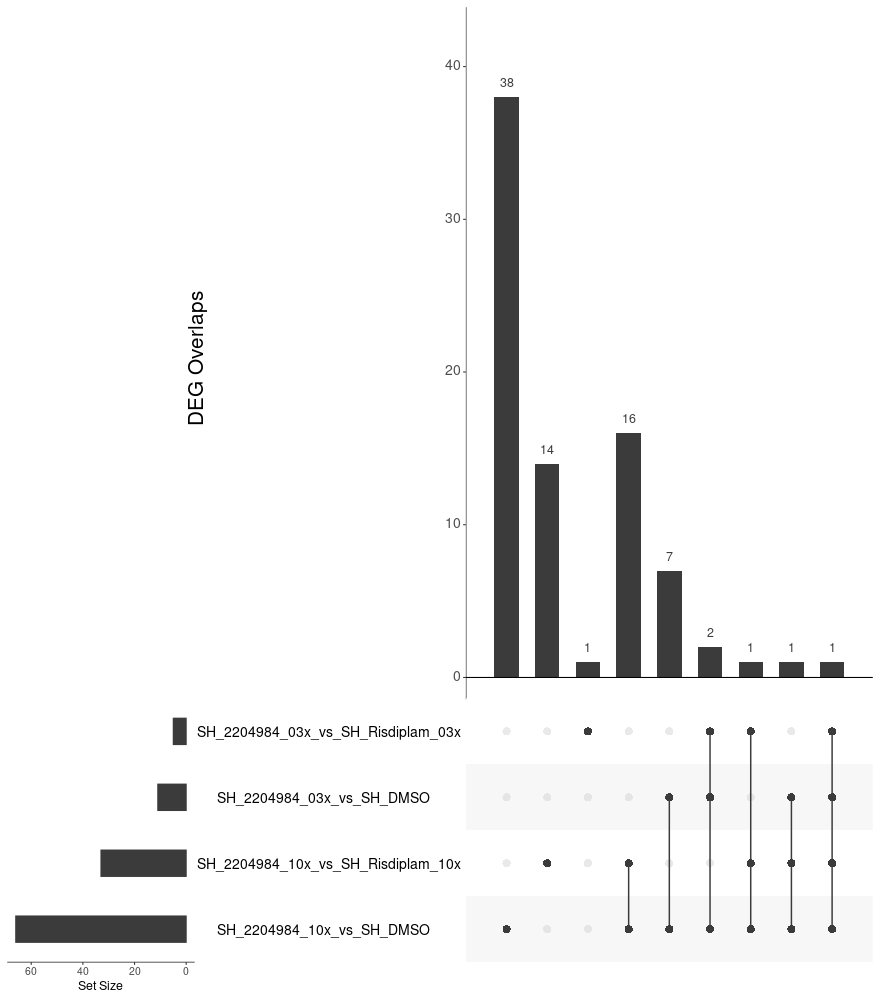 40
38
30
DEG Overlaps
20
16
14
10
7
2
1
1
1
1
0
SH_2204984_03x_vs_SH_Risdiplam_03x
SH_2204984_03x_vs_SH_DMSO
SH_2204984_10x_vs_SH_Risdiplam_10x
SH_2204984_10x_vs_SH_DMSO
60 40 20 0
Set Size